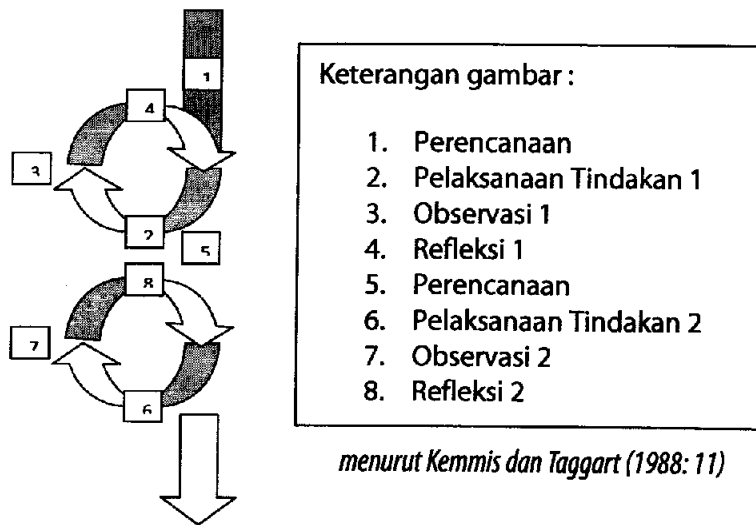 1
4
3
2
5
8
7
6
Keterangan gambar :
1. Perencanaan
2. Pelaksanaan Tindakan 1
3. Observasi 1
4. Refleksi 1
5. Perencanaan
6. Pelaksanaan Tindakan 2
7. Observasi 2
8. Refleksi 2
menurut Kemmis dan Taggart (1988: 11)